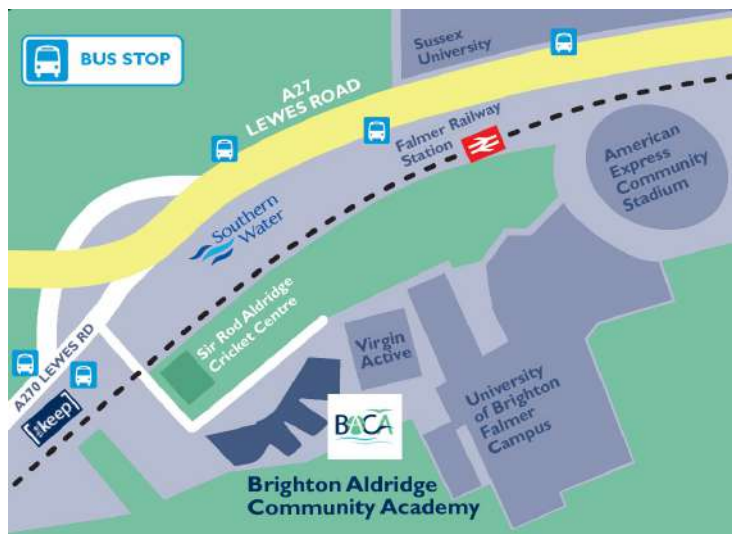 BUS STOP
Sussex
University
A27
LEWES ROAD
Falmer Railway
Station
American
Express
Community
Stadium
Southern
Water
Sir Rod Aldridge
Cricket Centre
Virgin
Active
A270 LEWES RD
[the keep]
University
of Brighton
Falmer
Campus
BACA
Brighton Aldridge
Community Academy